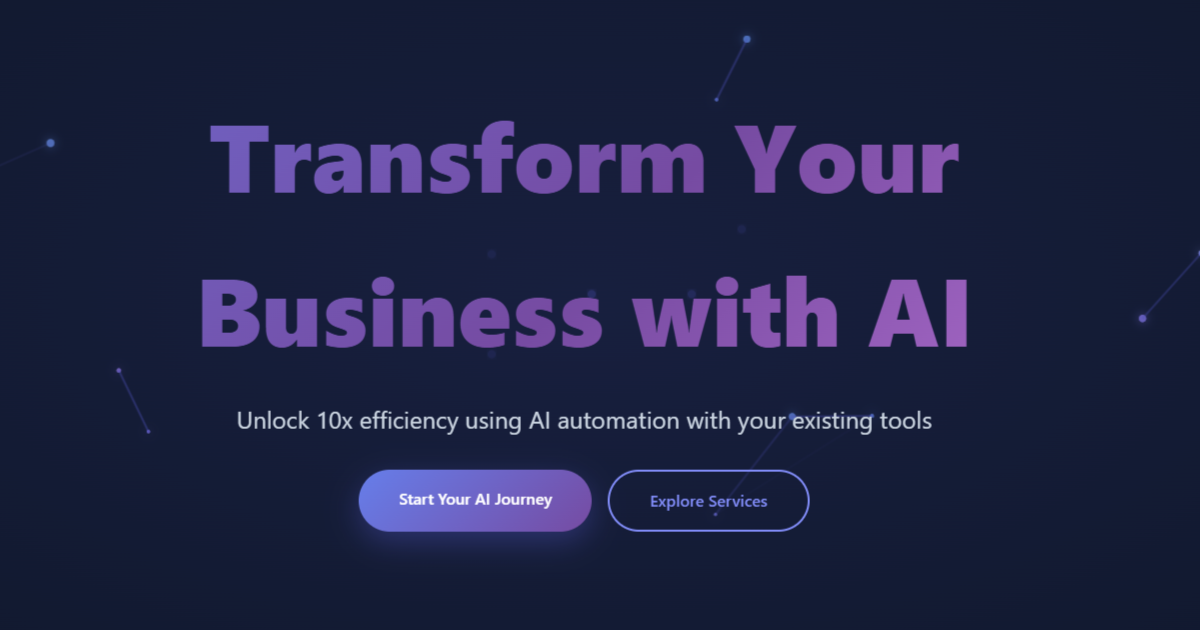 Transform Your
Business with AI
Unlock 10x efficiency using AI automation with your existing tools
Start Your AI Journey
Explore Services